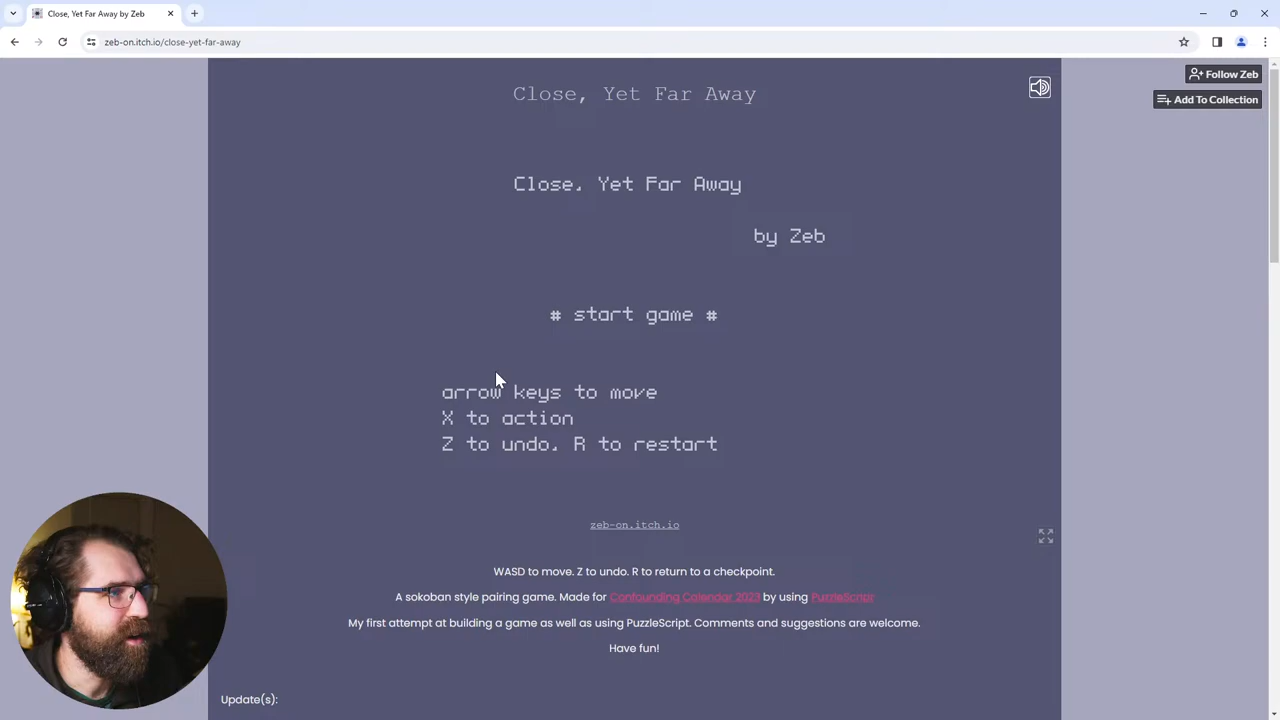 Close, Yet Far Away by Zeb
zeb-on.itch.io/close-yet-far-away
Follow Zeb
Add To Collection
Close, Yet Far Away
Close, Yet Far Away
by Zeb
# start game #
arrow keys to move
X to action
Z to undo, R to restart
zeb-on.itch.io
WASD to move. Z to undo. R to return to a checkpoint.
A sokoban style pairing game. Made for Confounding Calendar 2023 by using PuzzleScript
My first attempt at building a game as well as using PuzzleScript. Comments and suggestions are welcome.
Have fun!
Update(s):